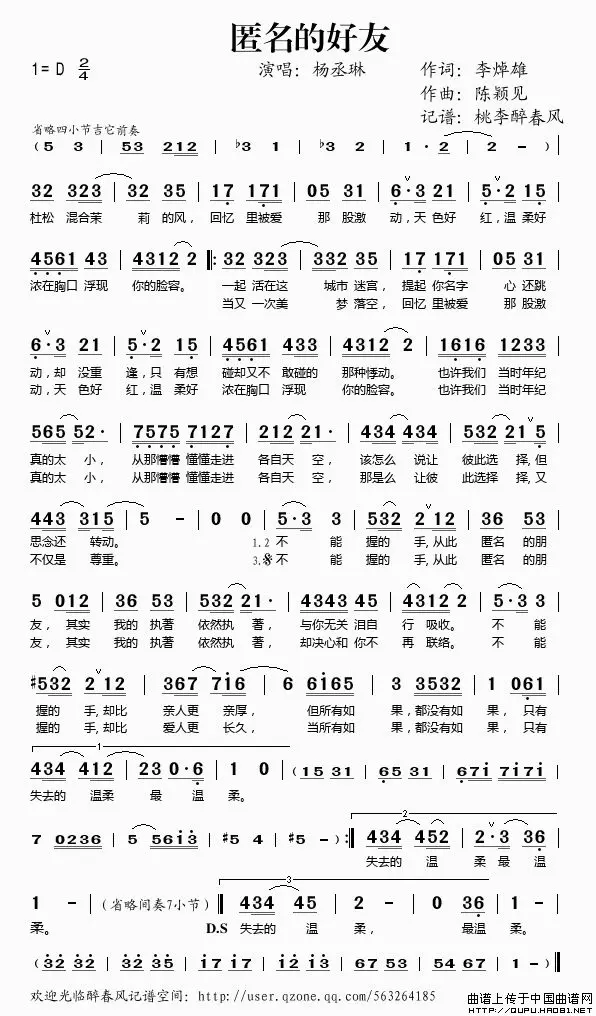 匿名的好友
1=D 2/4
演唱：杨丞琳
作词：李焯雄
作曲：陈颖见
记谱：桃李醉春风
省略四小节吉它前奏
(5 3 | 53 212 | ♭3 1 | ♭3 2 | 1·2 | 2 - )|
32 323 | 32 35 | 17 171 | 05 31 | 6·3 21 | 5·2 15 |
杜松 混合茉 莉 的风, 回忆 里被爱 那 股激 动,天 色好 红,温 柔好
4561 43 | 4312 2 |: 32 323 | 332 35 | 17 171 | 05 31 |
浓在胸口 浮现 你的脸容。 一起 活在这 城市 迷宫, 提起 你名字 心 还跳
当又 一次美 梦 落空, 回忆 里被爱 那 股激
6·3 21 | 5·2 15 | 4561 433 | 4312 2 | 1616 1232 |
动,却 没重 逢,只 有想 碰却又不 敢碰的 那种悸动。 也许我们 当时年纪
动,天 色好 红,温 柔好 浓在胸口 浮现 你的脸容。 也许我们 当时年纪
565 52· | 7575 7127 | 212 21· | 434 434 | 532 21 5 |
真的太 小, 从那懵懵 懂懂走进 各自天 空, 该怎么 说让 彼此选 择,但
真的太 小, 从那懵懵 懂懂走进 各自天 空, 那是么 让彼 此选择 择,又
443 315 | 5 - | 0 0 | 5·3 3 | 532 2 12 | 36 53 |
思念还 转动。 1.2 不 能 握的 手,从此 匿名 的朋
不仅是 尊重。 3.𝄋不 能 握的 手,从此 匿名 的朋
5 012 | 36 53 | 532 21· | 4343 45 | 4312 2 | 5·3 3 |
友, 其实 我的 执著 依然执 著, 与你无关 泪自 行 吸收。 不 能
友, 其实 我的 执著 依然执 著, 却决心和 你不 再 联络。 不 能
♯532 2 12 | 367 716 | 6 6165 | 3 3532 | 1 061 |
握的 手,却比 亲人更 亲厚, 但所有如 果,都没有如 果, 只有
握的 手,却比 爱人更 长久, 当所有如 果,都没有如 果, 只有
1
434 412 | 23 0·6 | 1 0 | (15 31 | 65 31 | 671 7171 |
失去的 温柔 最 温 柔。
7 0236 | 5 5613 | ♯5 4 | ♯5 - ):|
2
434 452 | 2·3 36 |
失去的 温 柔 最 温
1 - | (省略间奏7小节) ‖
3
434 45 | 2 - | 0 36 | 1 - ‖
柔。 D.S 失去的 温 柔, 最温 柔。
(32 32 | 35 35 | 17 17 | 13 13 | 67 67 | 54 54 | 67 1 - )‖
欢迎光临醉春风记谱空间: http://user.qzone.qq.com/563264185
曲谱上传于中国曲谱网
HTTP://QUPU.HAO81.NET